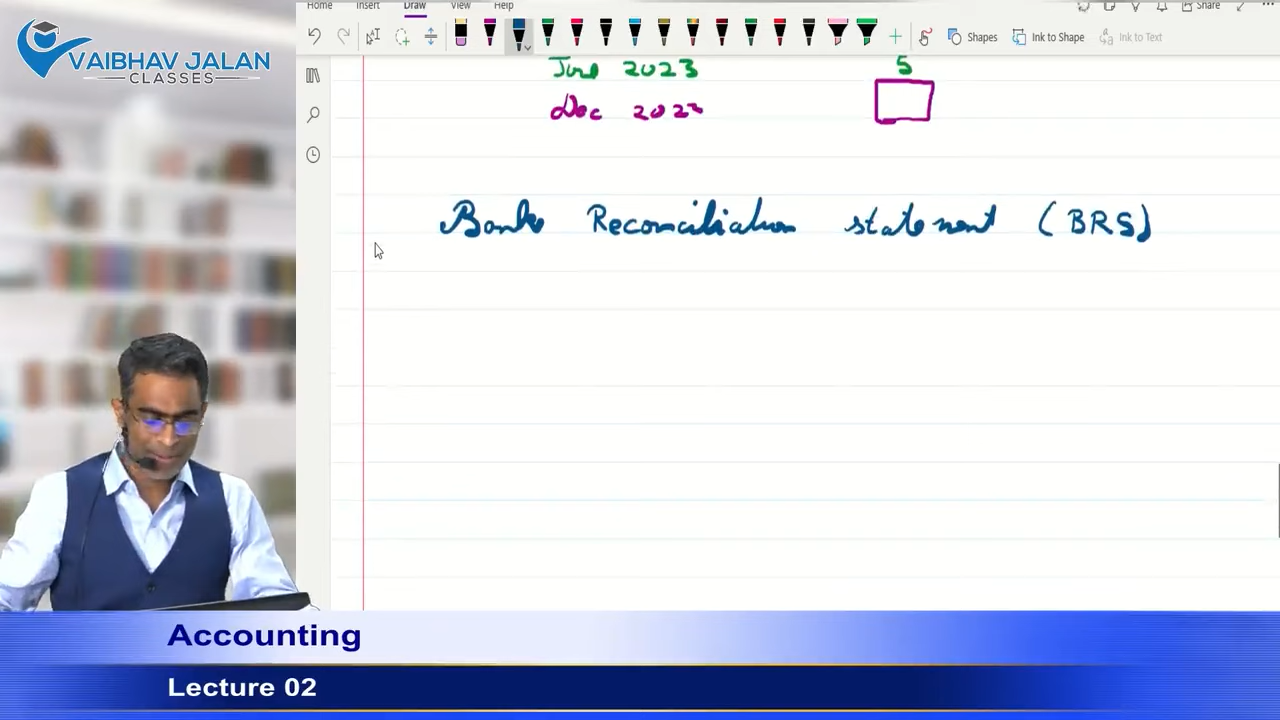 VAIBHAV JALAN
CLASSES
Home Insert Draw View Help Share
Shapes Ink to Shape Ink to Text
June 2023 5
Dec 2023
Bank Reconciliation statement (BRS)
Accounting
Lecture 02